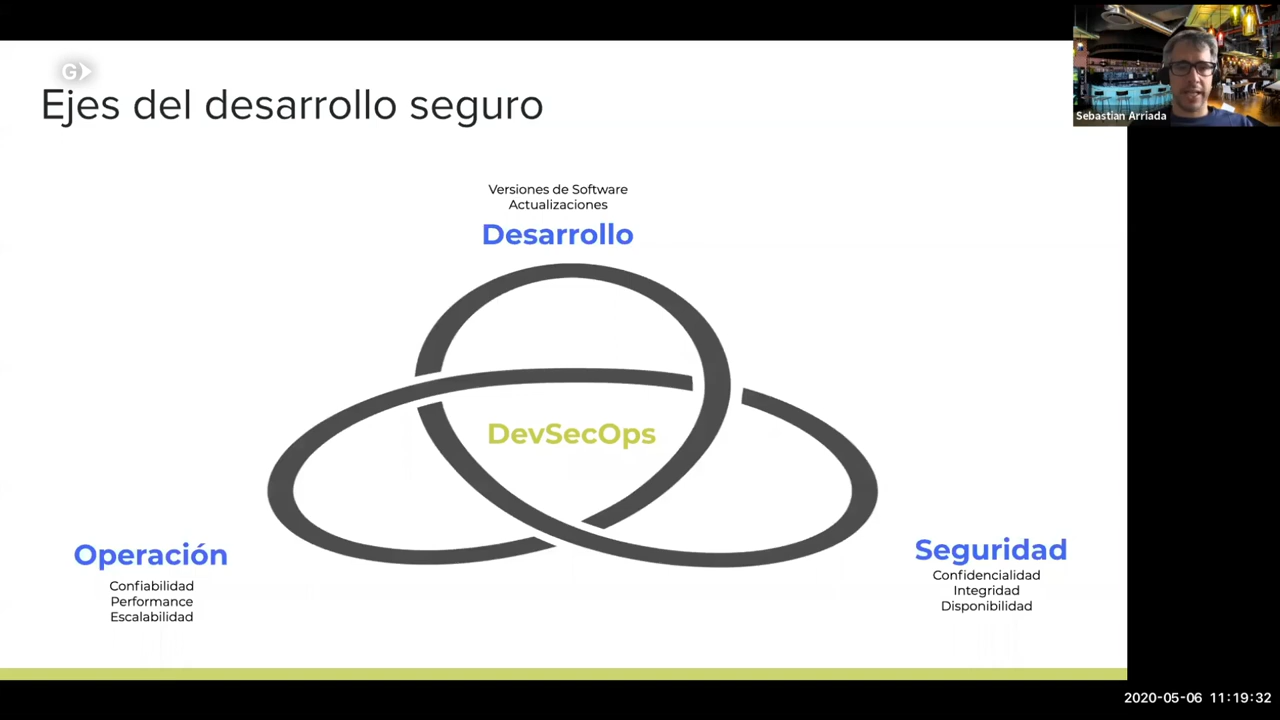 G
Ejes del desarrollo seguro
Sebastian Arriada
Versiones de Software
Actualizaciones
Desarrollo
DevSecOps
Operación
Confiabilidad
Performance
Escalabilidad
Seguridad
Confidencialidad
Integridad
Disponibilidad
2020-05-06 11:19:32